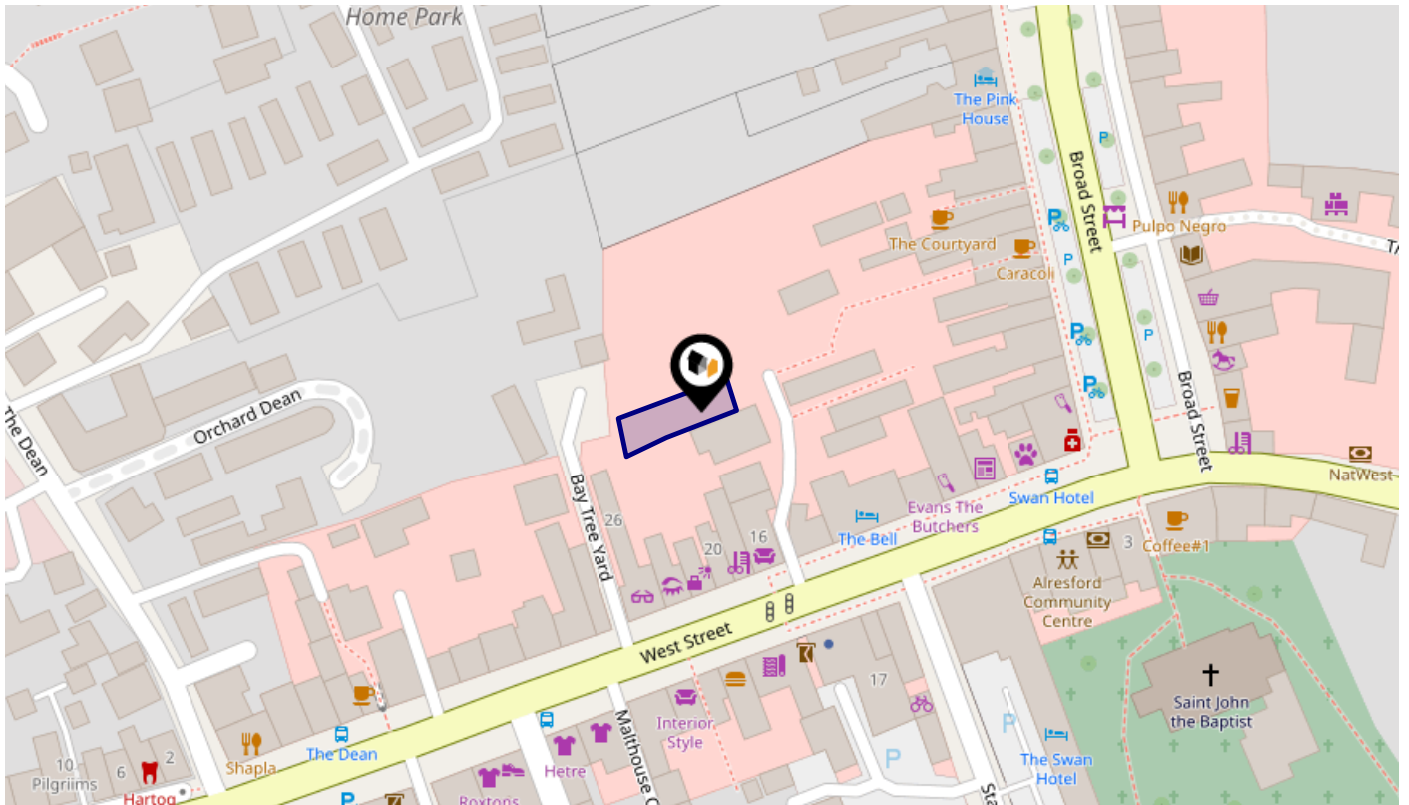 Home Park
The Pink
House
P
Broad Street
P
Pulpo Negro
The Courtyard
P
Caracoli
P
P
P
Orchard Dean
The Dean
Broad Street
NatWest
Swan Hotel
Evans The
Butchers
Bay Tree Yard
26
The Bell
Coffee#1
3
16
20
Alresford
Community
Centre
West Street
17
Saint John
the Baptist
Interior
Style
Malthouse
P
P
The Dean
Shapla
Hetre
The Swan
Hotel
10
Pilgriims
6
2
Hartog
P
Roxtons
Sta